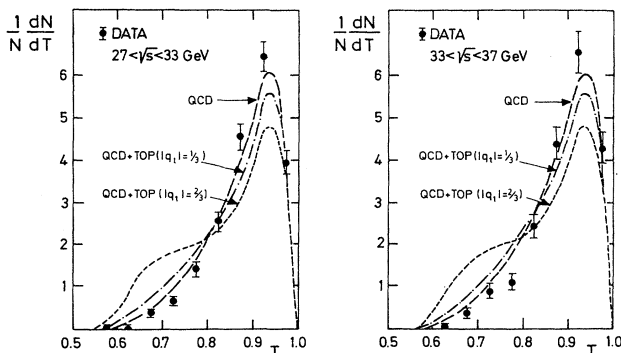 1/N dN/dT
DATA
27<√s<33 GeV
QCD
QCD+TOP(|q_t|=1/3)
QCD+TOP (|q_t|=2/3)
6
5
4
3
2
1
0
0.5 0.6 0.7 0.8 0.9 1.0
T
1/N dN/dT
DATA
33<√s<37 GeV
QCD
QCD+TOP (|q_t|=1/3)
QCD+TOP (|q_t|=2/3)
6
5
4
3
2
1
0
0.5 0.6 0.7 0.8 0.9 1.0
T